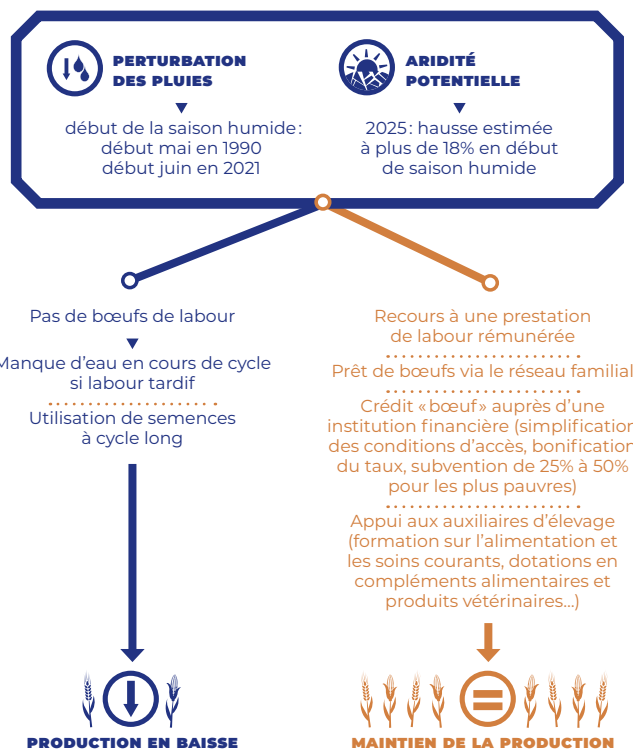 PERTURBATION
DES PLUIES
début de la saison humide :
début mai en 1990
début juin en 2021
ARIDITÉ
POTENTIELLE
2025 : hausse estimée
à plus de 18% en début
de saison humide
Pas de bœufs de labour
Manque d’eau en cours de cycle
si labour tardif
Utilisation de semences
à cycle long
PRODUCTION EN BAISSE
Recours à une prestation
de labour rémunérée
Prêt de bœufs via le réseau familial
Crédit « bœuf » auprès d’une
institution financière (simplification
des conditions d’accès, bonification
du taux, subvention de 25% à 50%
pour les plus pauvres)
Appui aux auxiliaires d’élevage
(formation sur l’alimentation et
les soins courants, dotations en
compléments alimentaires et
produits vétérinaires…)
MAINTIEN DE LA PRODUCTION